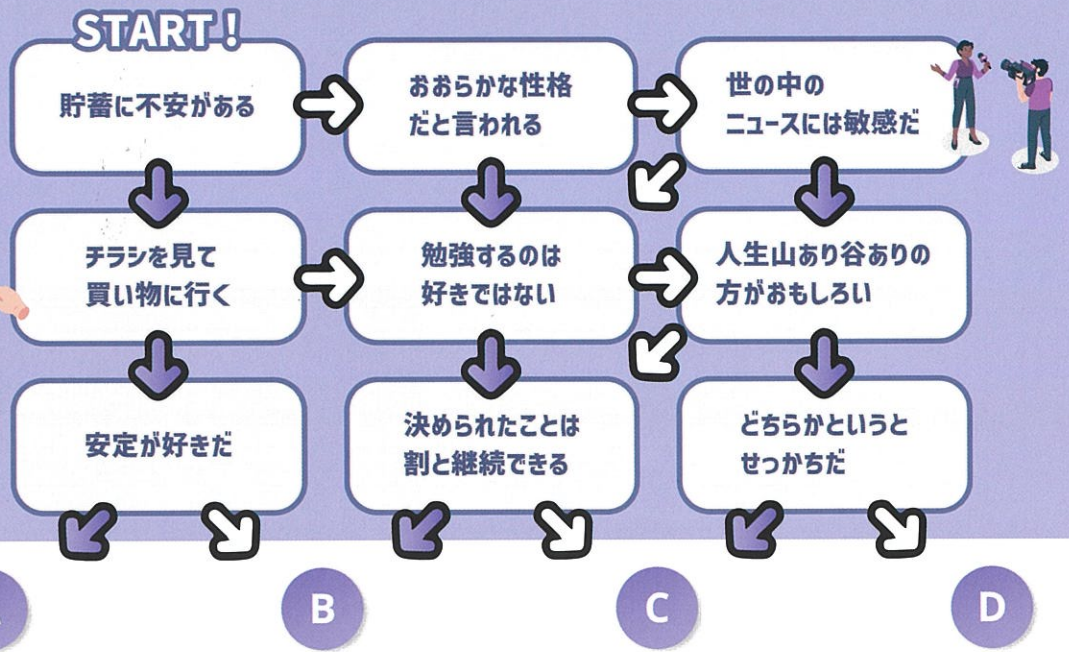 START!
貯蓄に不安がある
おおらかな性格
だと言われる
世の中の
ニュースには敏感だ
チラシを見て
買い物に行く
勉強するのは
好きではない
人生山あり谷ありの
方がおもしろい
安定が好きだ
決められたことは
割と継続できる
どちらかというと
せっかちだ
B
C
D